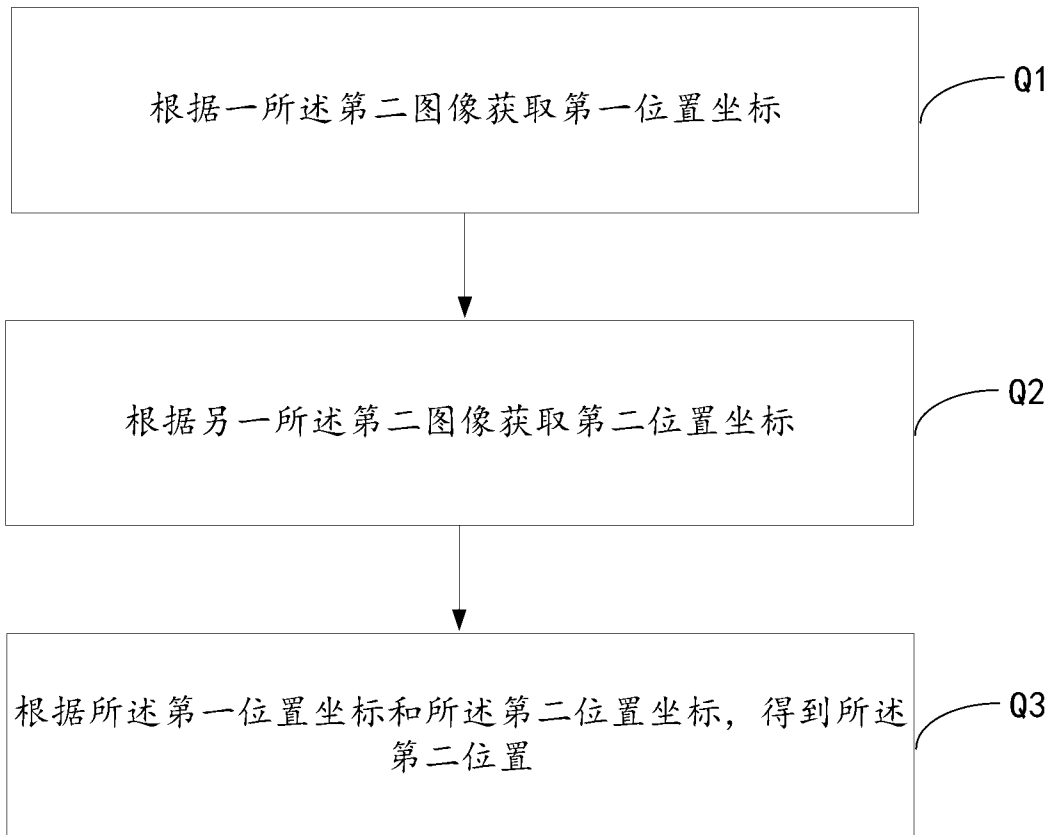 根据一所述第二图像获取第一位置坐标
Q1
根据另一所述第二图像获取第二位置坐标
Q2
根据所述第一位置坐标和所述第二位置坐标，得到所述
第二位置
Q3